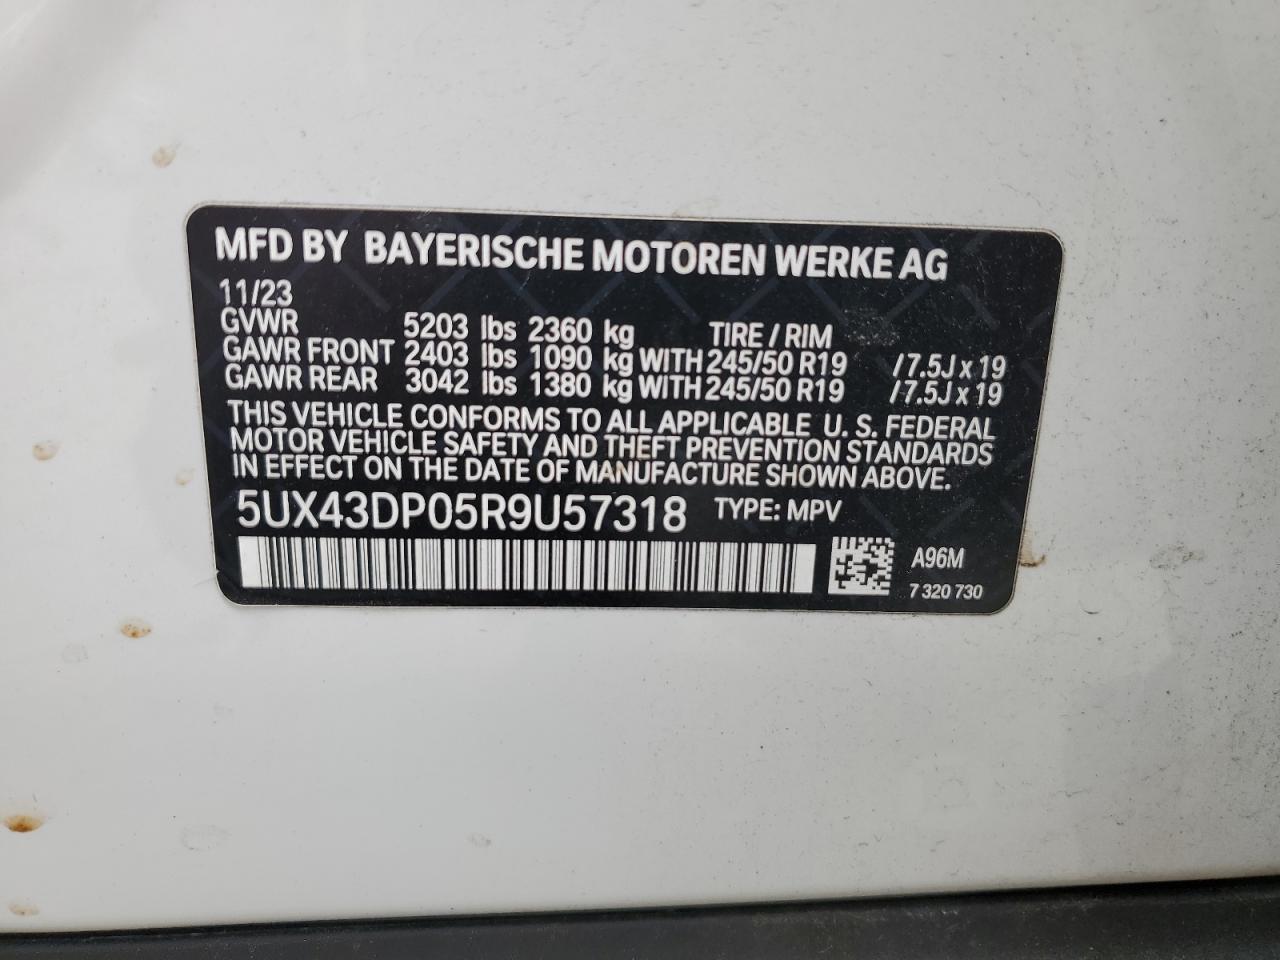 MFD BY BAYERISCHE MOTOREN WERKE AG
11/23
GVWR 5203 lbs 2360 kg TIRE / RIM
GAWR FRONT 2403 lbs 1090 kg WITH 245/50 R19 / 7.5J x 19
GAWR REAR 3042 lbs 1380 kg WITH 245/50 R19 / 7.5J x 19
THIS VEHICLE CONFORMS TO ALL APPLICABLE U. S. FEDERAL
MOTOR VEHICLE SAFETY AND THEFT PREVENTION STANDARDS
IN EFFECT ON THE DATE OF MANUFACTURE SHOWN ABOVE.
5UX43DP05R9U57318 TYPE: MPV
A96M
7 320 730